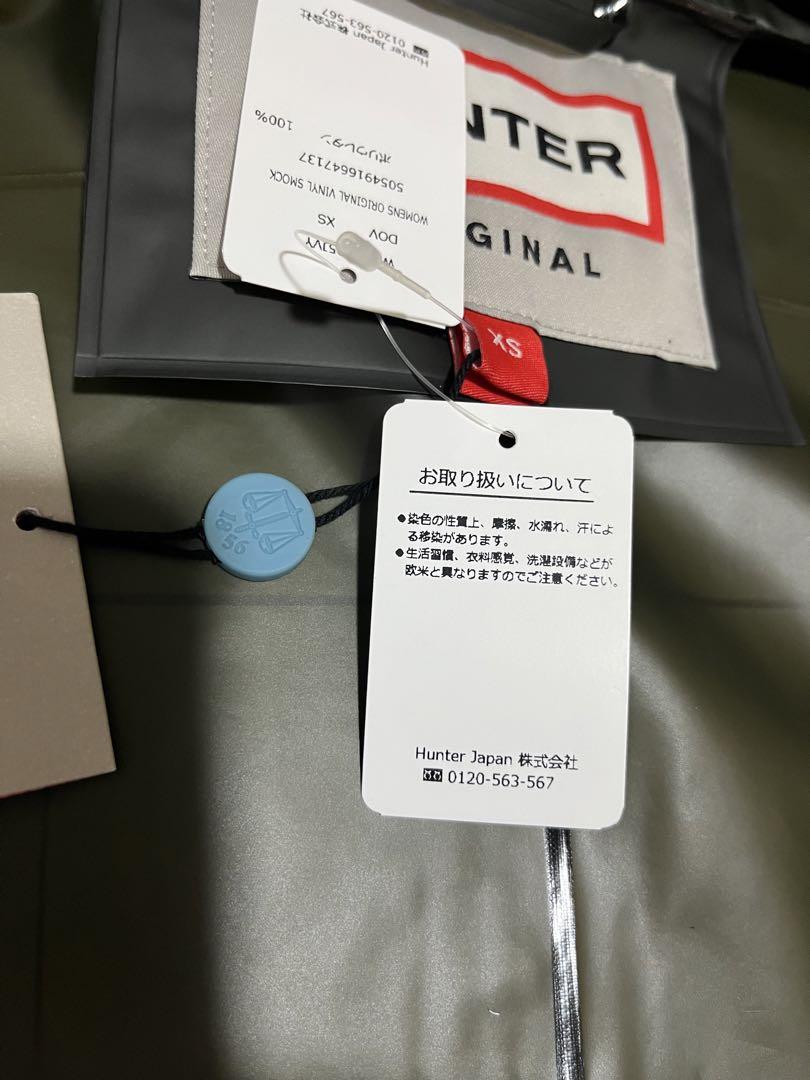 Hunter Japan 株式会社
0120-563-567
100%
ポリウレタン
5054916647137
WOMENS ORIGINAL VINYL SMOCK
XS
DOV
NTER
GINAL
XS
1856
お取り扱いについて
●染色の性質上、摩擦、水濡れ、汗によ
る移染があります。
●生活習慣、衣料感覚、洗濯設備などが
欧米と異なりますのでご注意ください。
Hunter Japan 株式会社
0120-563-567